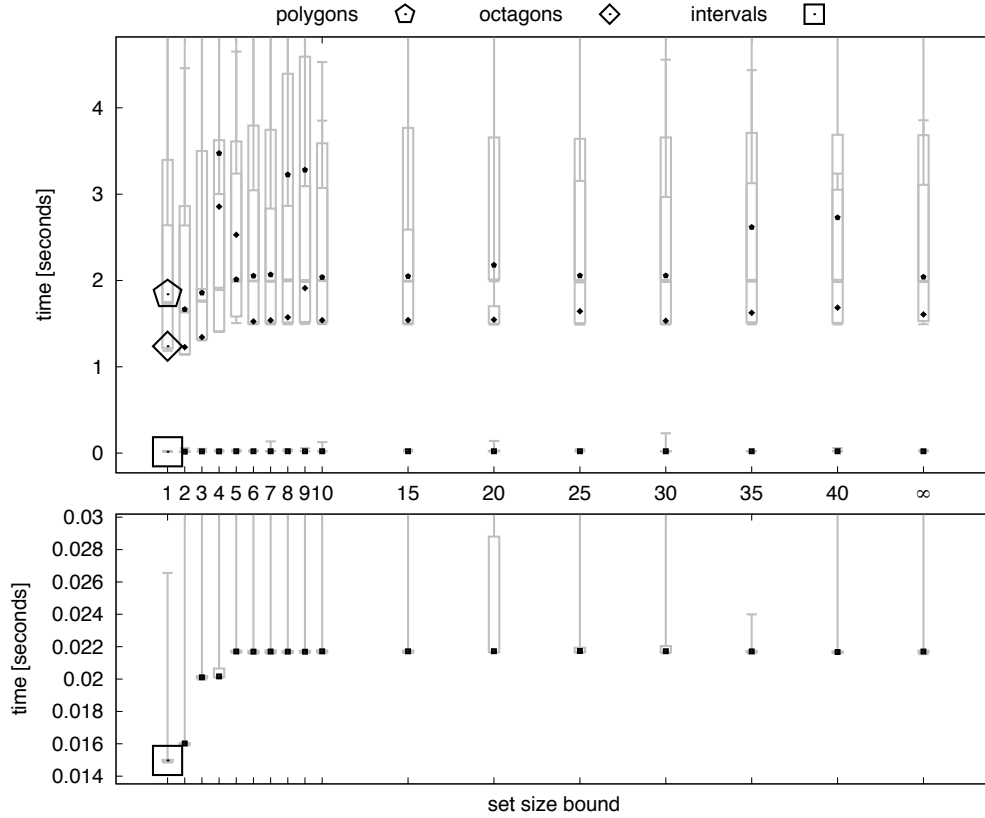 polygons octagons intervals
4
3
2
1
0
time [seconds]
1 2 3 4 5 6 7 8 9 10 15 20 25 30 35 40 ∞
0.03
0.028
0.026
0.024
0.022
0.02
0.018
0.016
0.014
time [seconds]
set size bound